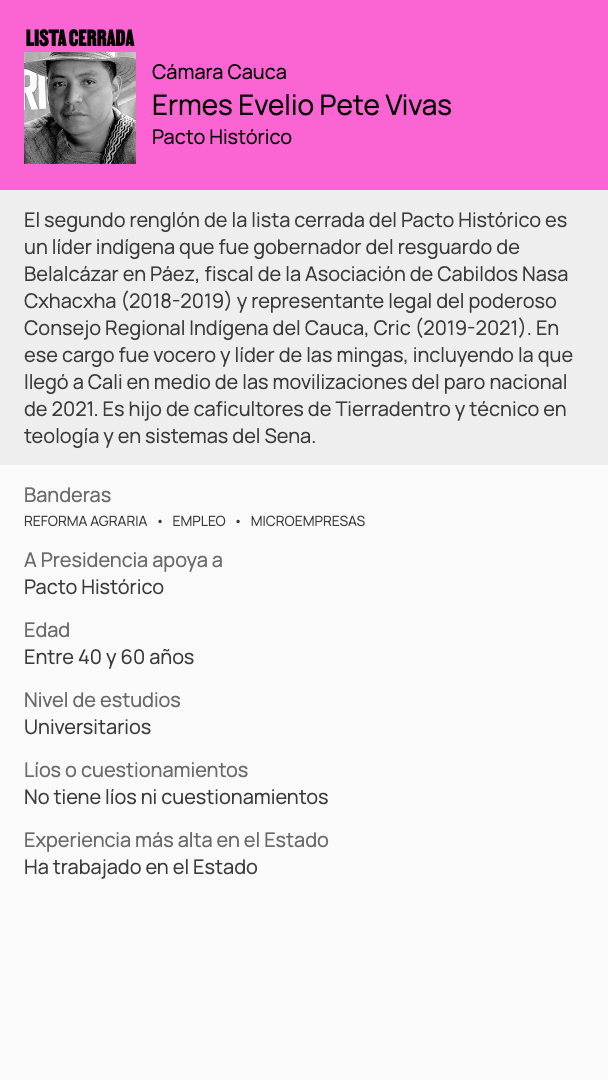 LISTA CERRADA
Cámara Cauca
Ermes Evelio Pete Vivas
Pacto Histórico
El segundo renglón de la lista cerrada del Pacto Histórico es
un líder indígena que fue gobernador del resguardo de
Belalcázar en Páez, fiscal de la Asociación de Cabildos Nasa
Cxhacxha (2018-2019) y representante legal del poderoso
Consejo Regional Indígena del Cauca, Cric (2019-2021). En
ese cargo fue vocero y líder de las mingas, incluyendo la que
llegó a Cali en medio de las movilizaciones del paro nacional
de 2021. Es hijo de caficultores de Tierradentro y técnico en
teología y en sistemas del Sena.
Banderas
REFORMA AGRARIA • EMPLEO • MICROEMPRESAS
A Presidencia apoya a
Pacto Histórico
Edad
Entre 40 y 60 años
Nivel de estudios
Universitarios
Líos o cuestionamientos
No tiene líos ni cuestionamientos
Experiencia más alta en el Estado
Ha trabajado en el Estado